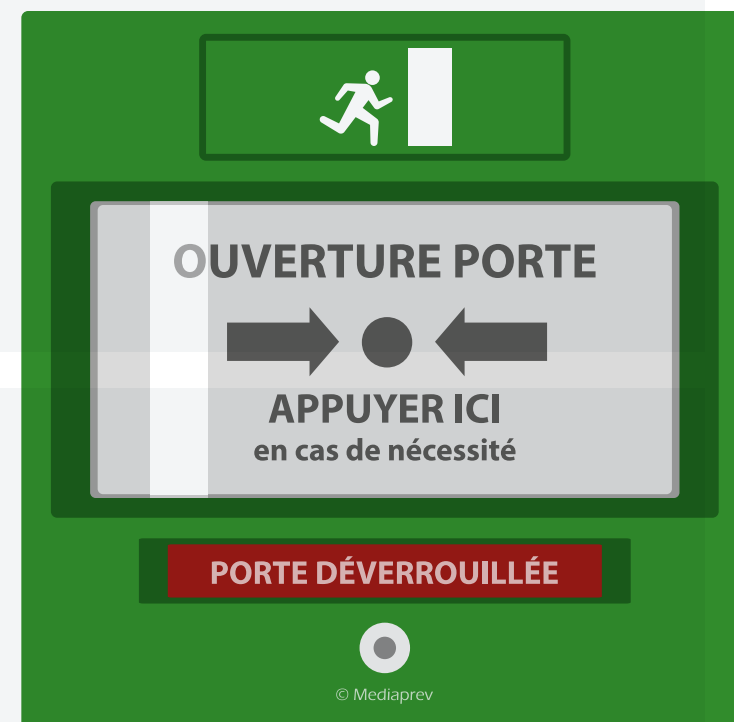 OUVERTURE PORTE
APPUYER ICI
en cas de nécessité
PORTE DÉVERROUILLÉE
© Mediaprev